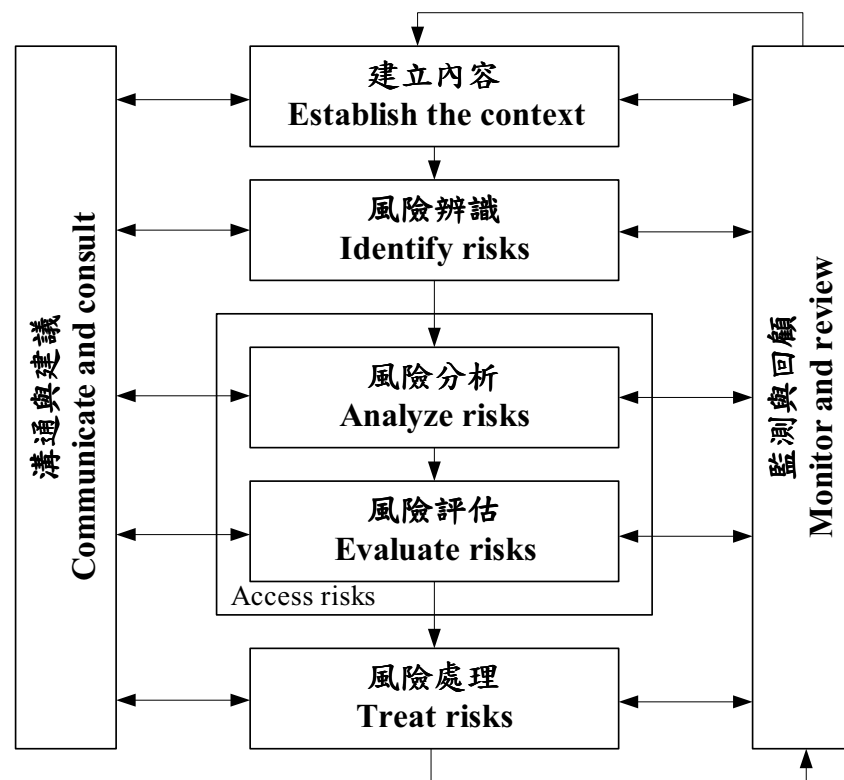 建立內容
Establish the context
風險辨識
Identify risks
風險分析
Analyze risks
風險評估
Evaluate risks
Access risks
風險處理
Treat risks
溝通與建議
Communicate and consult
監測與回顧
Monitor and review